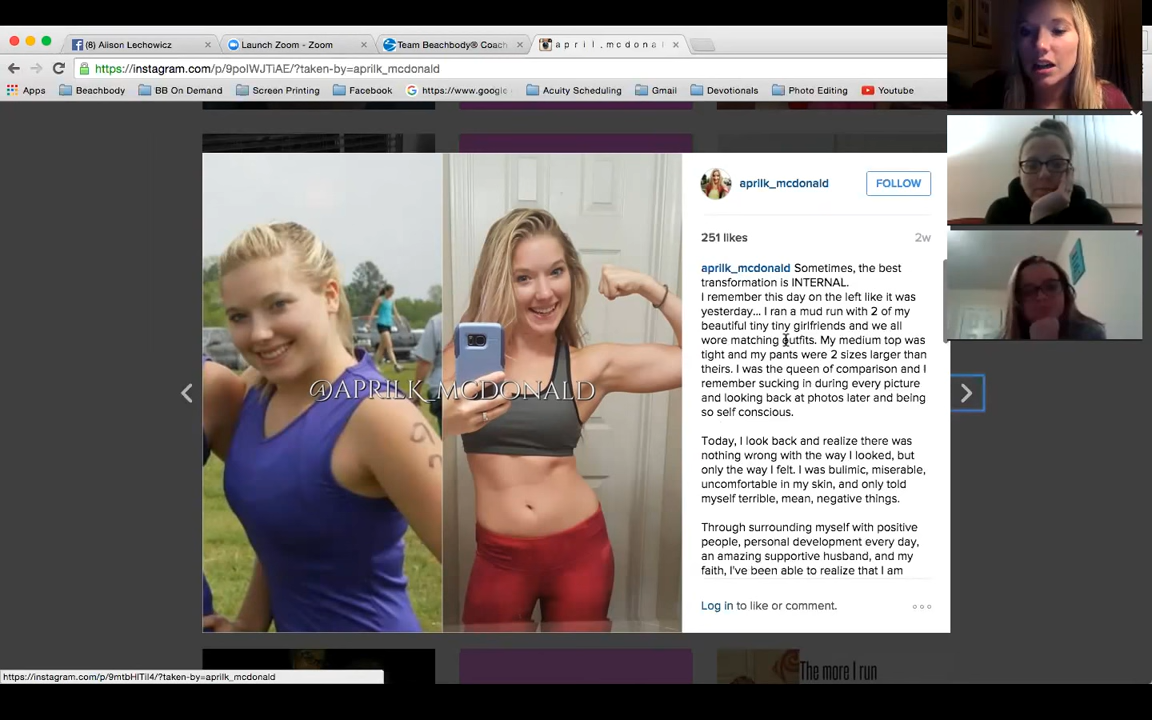 (8) Alison Lechowicz
Launch Zoom - Zoom
Team Beachbody® Coach
a p r i l . m c d o n a l
https://instagram.com/p/9polWJTiAE/?taken-by=aprilk_mcdonald
Apps
Beachbody
BB On Demand
Screen Printing
Facebook
https://www.google
Acuity Scheduling
Gmail
Devotionals
Photo Editing
Youtube
@APRILK_MCDONALD
aprilk_mcdonald
FOLLOW
251 likes
2w
aprilk_mcdonald Sometimes, the best
transformation is INTERNAL.
I remember this day on the left like it was
yesterday... I ran a mud run with 2 of my
beautiful tiny tiny girlfriends and we all
wore matching outfits. My medium top was
tight and my pants were 2 sizes larger than
theirs. I was the queen of comparison and I
remember sucking in during every picture
and looking back at photos later and being
so self conscious.
Today, I look back and realize there was
nothing wrong with the way I looked, but
only the way I felt. I was bulimic, miserable,
uncomfortable in my skin, and only told
myself terrible, mean, negative things.
Through surrounding myself with positive
people, personal development every day,
an amazing supportive husband, and my
faith, I've been able to realize that I am
Log in to like or comment.
The more I run
https://instagram.com/p/9mtbHlTil4/?taken-by=aprilk_mcdonald